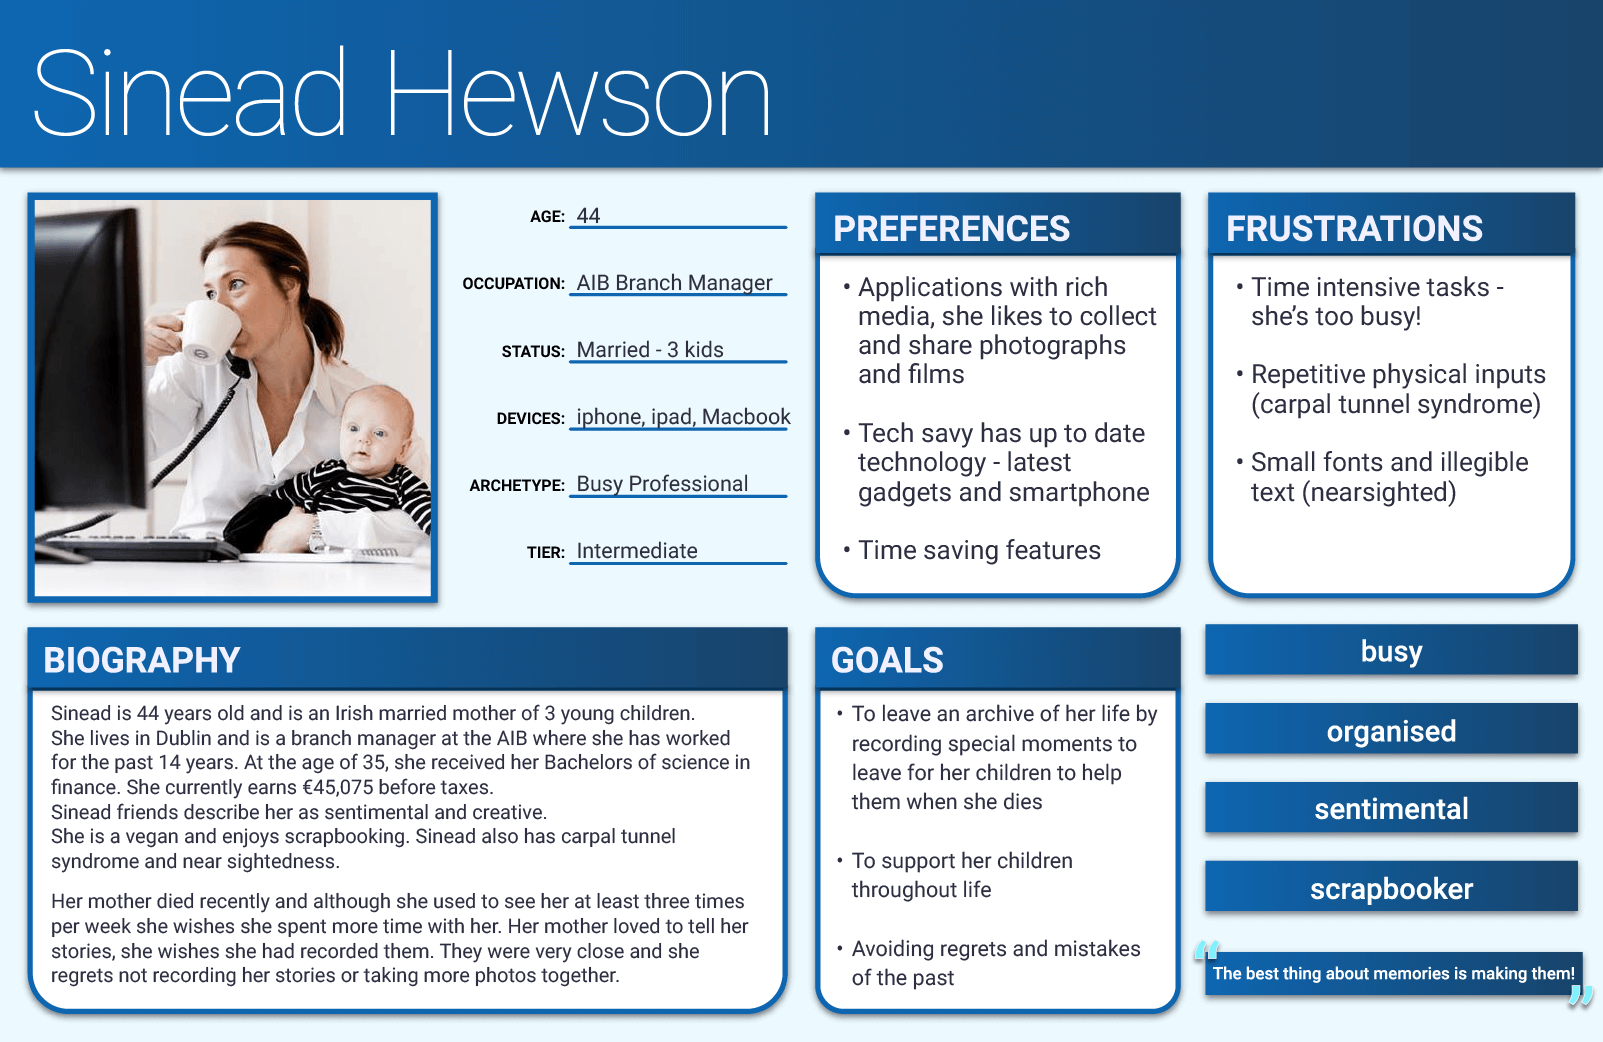 Sinead Hewson
AGE: 44
OCCUPATION: AIB Branch Manager
STATUS: Married - 3 kids
DEVICES: iphone, ipad, Macbook
ARCHETYPE: Busy Professional
TIER: Intermediate
PREFERENCES
• Applications with rich
media, she likes to collect
and share photographs
and films
• Tech savy has up to date
technology - latest
gadgets and smartphone
• Time saving features
FRUSTRATIONS
• Time intensive tasks -
she's too busy!
• Repetitive physical inputs
(carpal tunnel syndrome)
• Small fonts and illegible
text (nearsighted)
BIOGRAPHY
Sinead is 44 years old and is an Irish married mother of 3 young children.
She lives in Dublin and is a branch manager at the AIB where she has worked
for the past 14 years. At the age of 35, she received her Bachelors of science in
finance. She currently earns €45,075 before taxes.
Sinead friends describe her as sentimental and creative.
She is a vegan and enjoys scrapbooking. Sinead also has carpal tunnel
syndrome and near sightedness.
Her mother died recently and although she used to see her at least three times
per week she wishes she spent more time with her. Her mother loved to tell her
stories, she wishes she had recorded them. They were very close and she
regrets not recording her stories or taking more photos together.
GOALS
• To leave an archive of her life by
recording special moments to
leave for her children to help
them when she dies
• To support her children
throughout life
• Avoiding regrets and mistakes
of the past
busy
organised
sentimental
scrapbooker
“The best thing about memories is making them!”